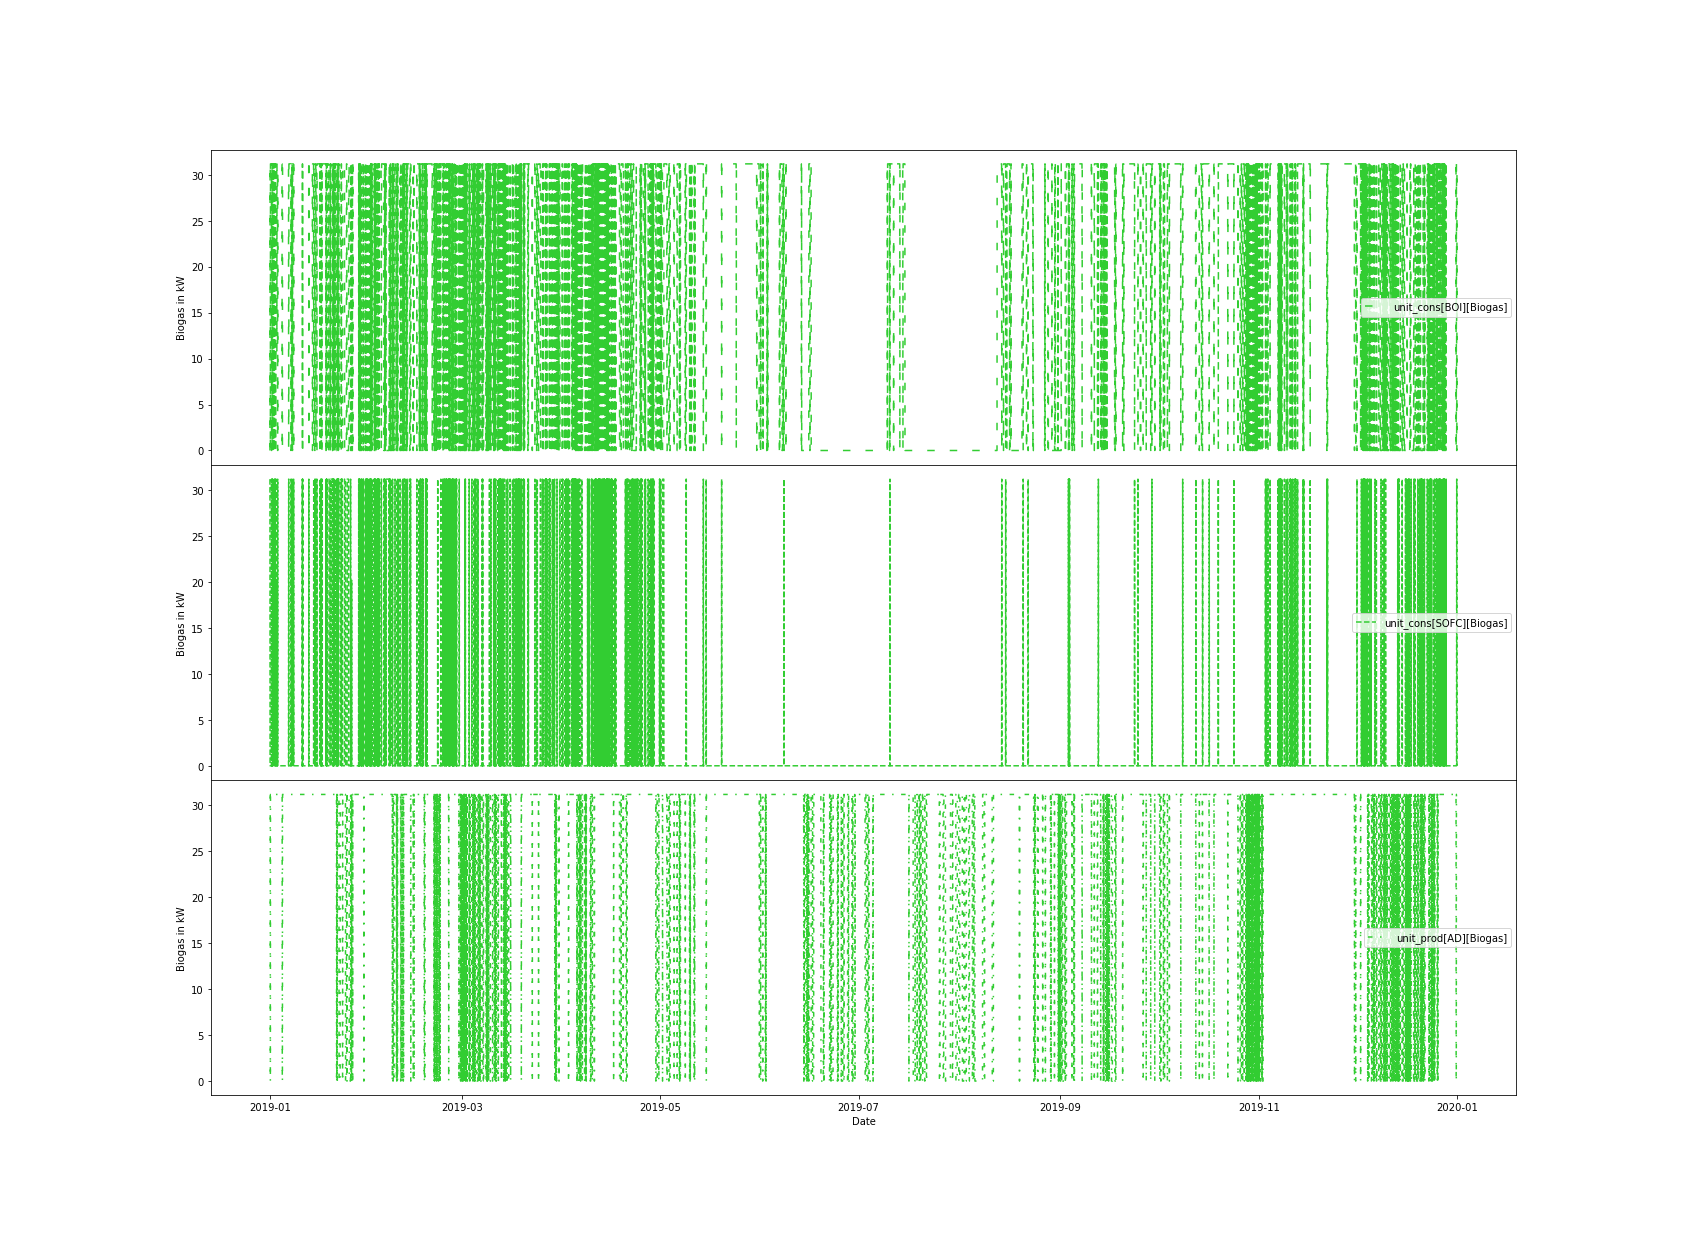 30
25
20
15
10
5
0
Biogas in kW
unit_cons[BOI][Biogas]
30
25
20
15
10
5
0
Biogas in kW
unit_cons[SOFC][Biogas]
30
25
20
15
10
5
0
Biogas in kW
unit_prod[AD][Biogas]
2019-01 2019-03 2019-05 2019-07 2019-09 2019-11 2020-01
Date